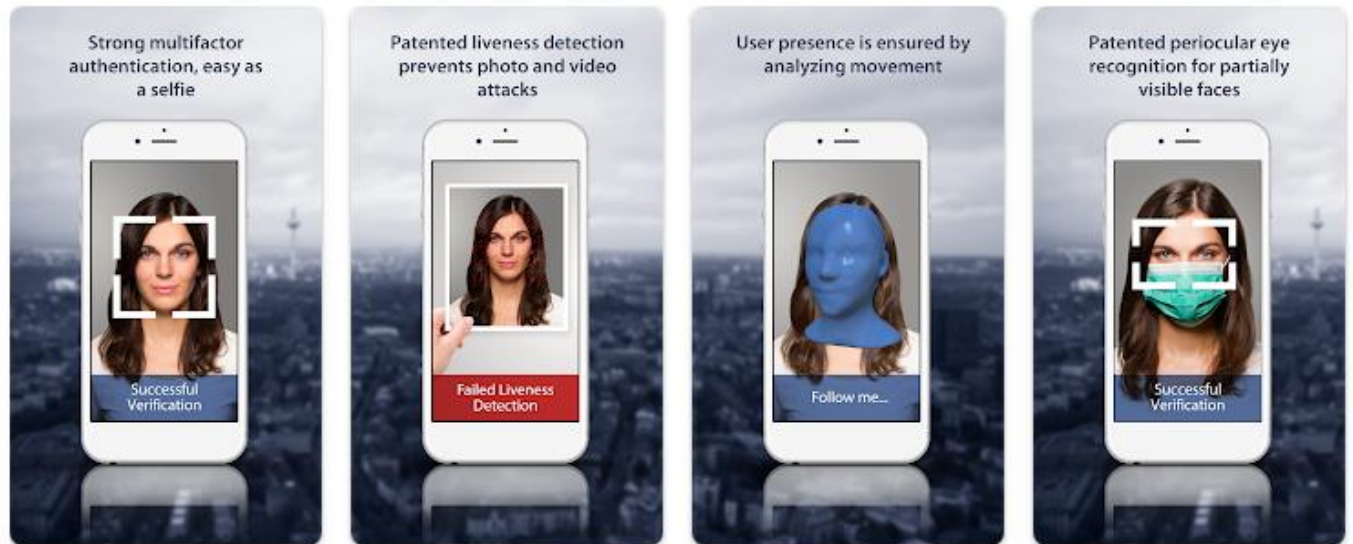 Strong multifactor
authentication, easy as
a selfie
Successful
Verification
Patented liveness detection
prevents photo and video
attacks
Failed Liveness
Detection
User presence is ensured by
analyzing movement
Follow me...
Patented periocular eye
recognition for partially
visible faces
Successful
Verification